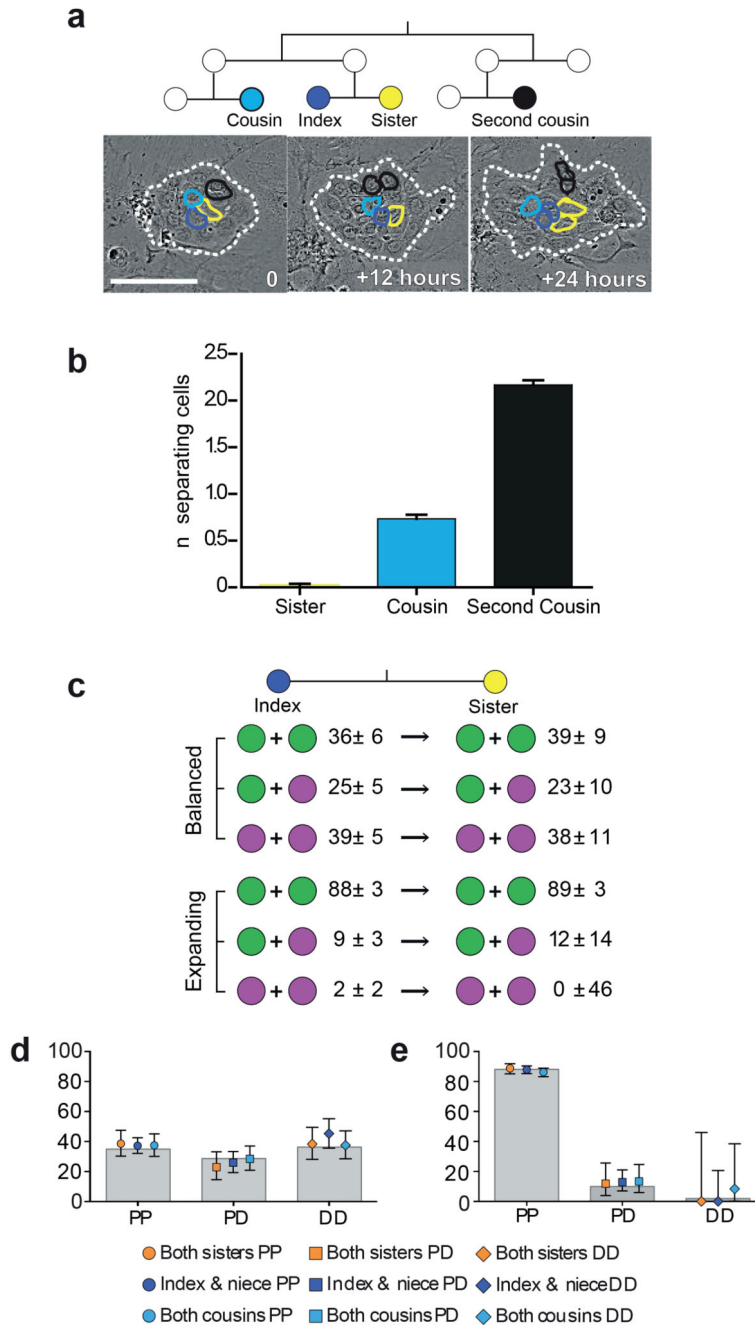 a
Cousin Index Sister Second cousin
0 +12 hours +24 hours
b
n separating cells
25
20
1.5
1.0
0.5
0
Sister Cousin Second Cousin
c
Index Sister
Balanced
+ 36± 6 → + 39± 9
+ 25± 5 → + 23± 10
+ 39± 5 → + 38± 11
Expanding
+ 88± 3 → + 89± 3
+ 9 ± 3 → + 12± 14
+ 2 ± 2 → + 0 ±46
d
100
80
60
40
20
0
PP PD DD
e
100
80
60
40
20
0
PP PD DD
Both sisters PP Both sisters PD Both sisters DD
Index & niece PP Index & niece PD Index & niece DD
Both cousins PP Both cousins PD Both cousins DD